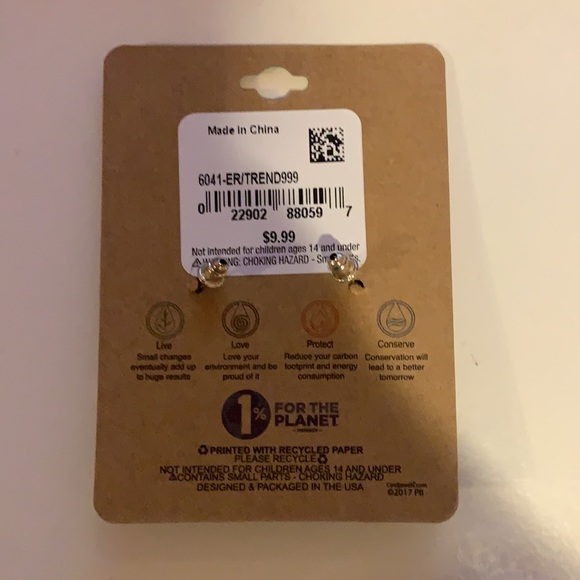 Made in China
6041-ER/TREND999
0 22902 88059 7
$9.99
Not intended for children ages 14 and under
WARNING: CHOKING HAZARD - Small
Live
Small changes
eventually add up
to huge results
Love
Love your
environment and be
proud of it
Protect
Reduce your carbon
footprint and energy
consumption
Conserve
Conservation will
lead to a better
tomorrow
1%
FOR THE
PLANET
PRINTED WITH RECYCLED PAPER
PLEASE RECYCLE
NOT INTENDED FOR CHILDREN AGES 14 AND UNDER
CONTAINS SMALL PARTS - CHOKING HAZARD
DESIGNED & PACKAGED IN THE USA
©2017 PB